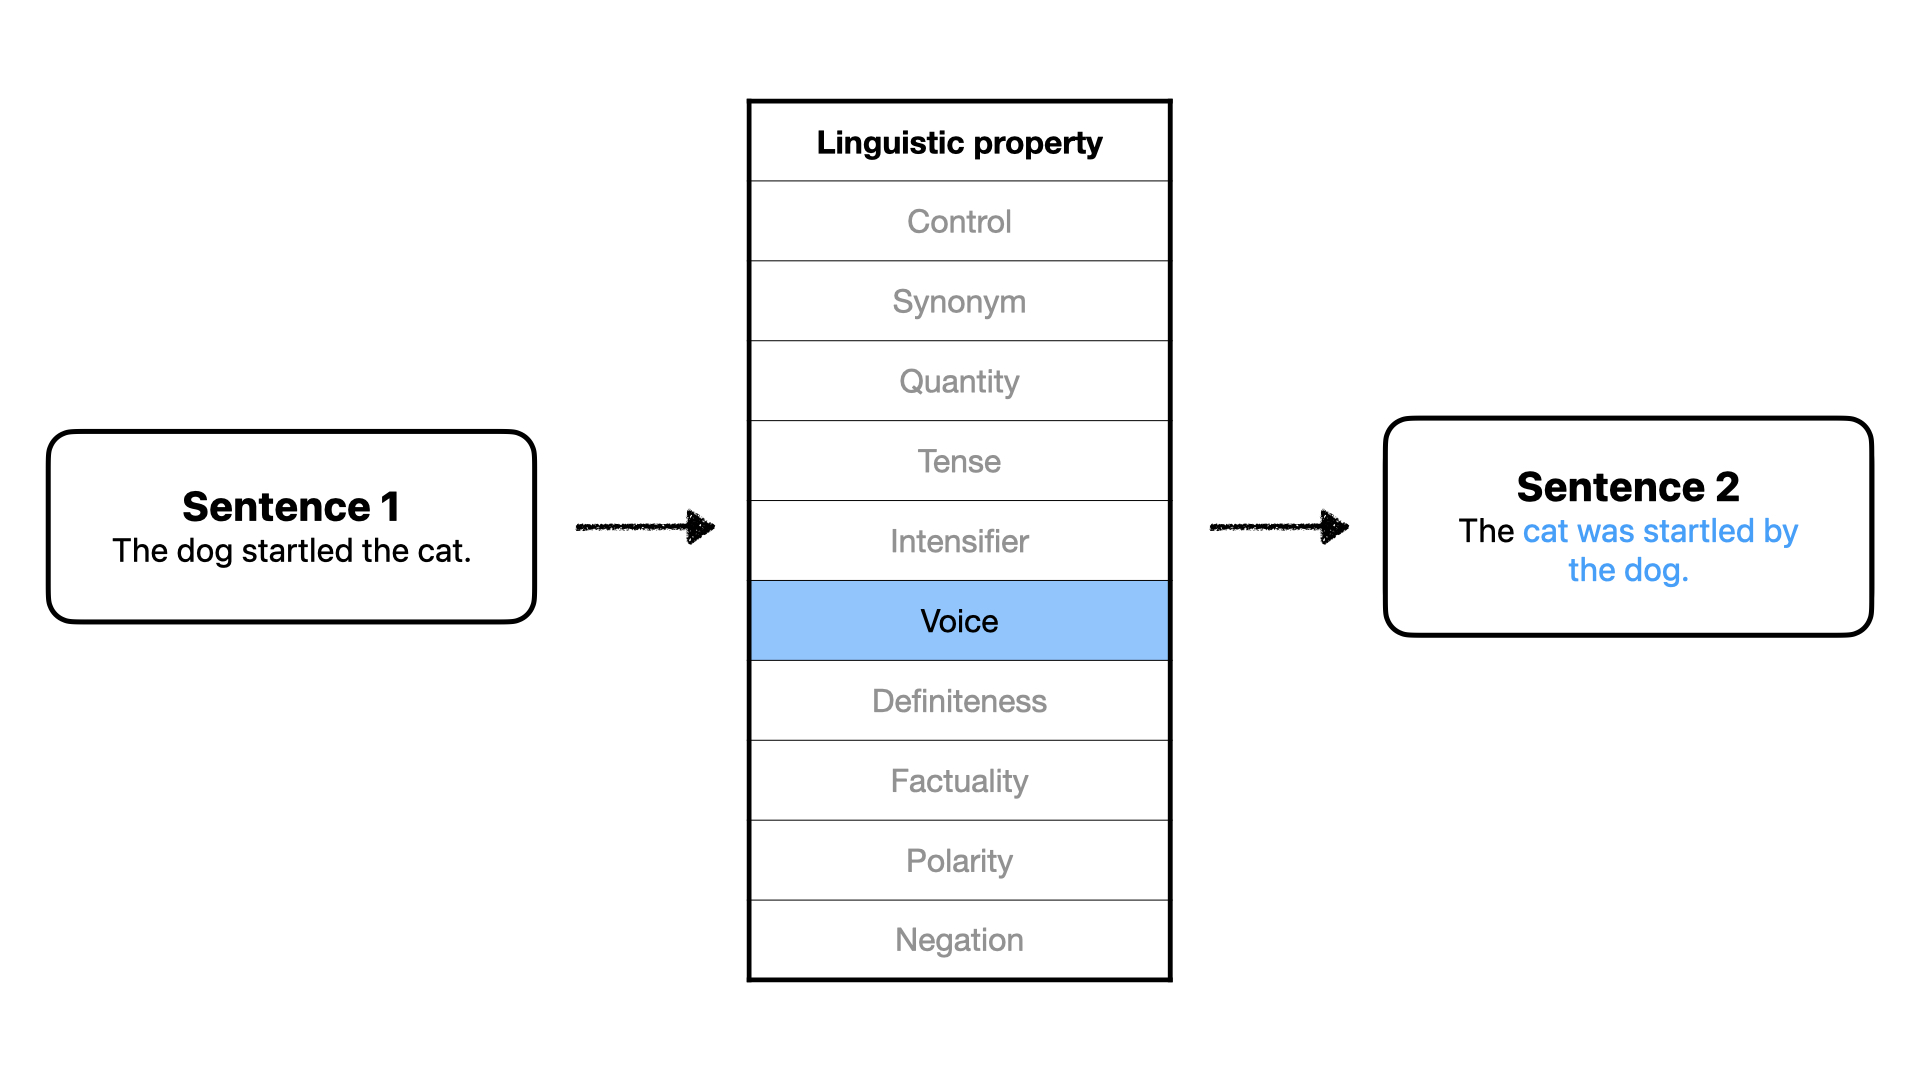 Sentence 1
The dog startled the cat.
Linguistic property
Control
Synonym
Quantity
Tense
Intensifier
Voice
Definiteness
Factuality
Polarity
Negation
Sentence 2
The cat was startled by
the dog.